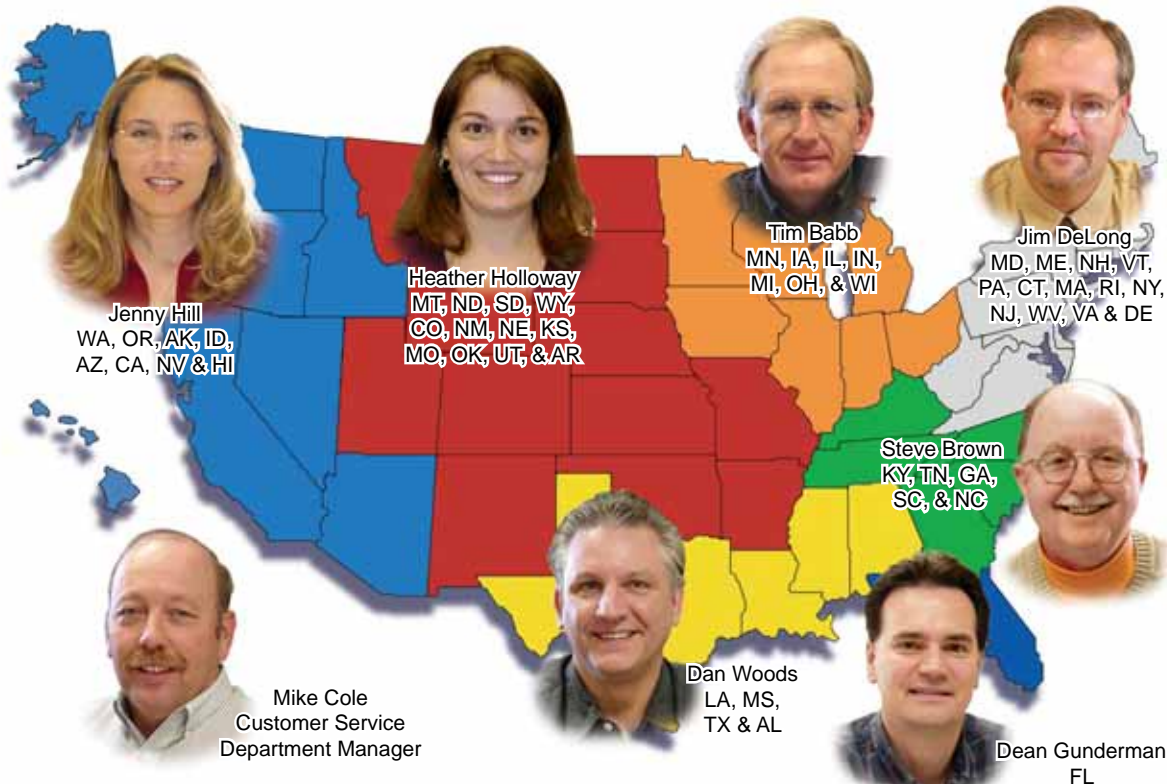 Jenny Hill
WA, OR, AK, ID,
AZ, CA, NV & HI
Heather Holloway
MT, ND, SD, WY,
CO, NM, NE, KS,
MO, OK, UT, & AR
Tim Babb
MN, IA, IL, IN,
MI, OH, & WI
Jim DeLong
MD, ME, NH, VT,
PA, CT, MA, RI, NY,
NJ, WV, VA & DE
Steve Brown
KY, TN, GA,
SC, & NC
Mike Cole
Customer Service
Department Manager
Dan Woods
LA, MS,
TX & AL
Dean Gunderman
FL